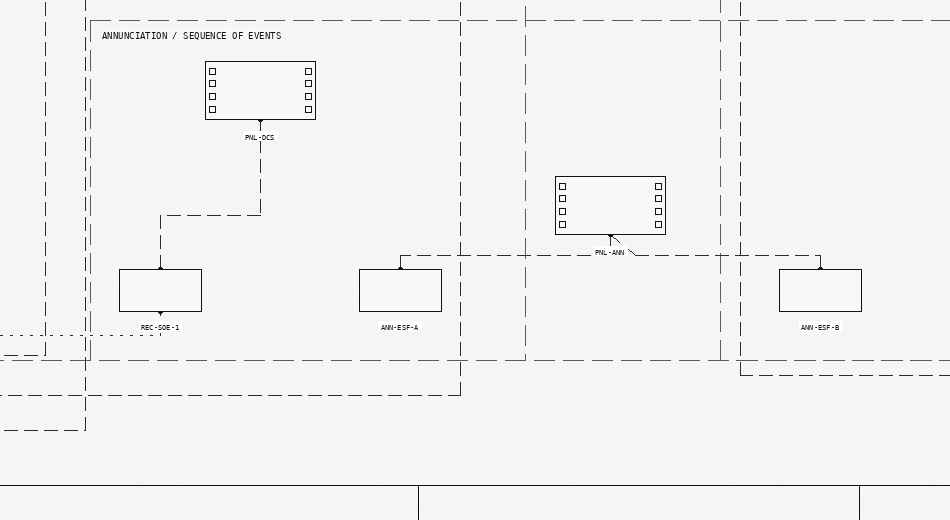 ANNUNCIATION / SEQUENCE OF EVENTS
PNL-DCS
PNL-ANN
REC-SOE-1
ANN-ESF-A
ANN-ESF-B